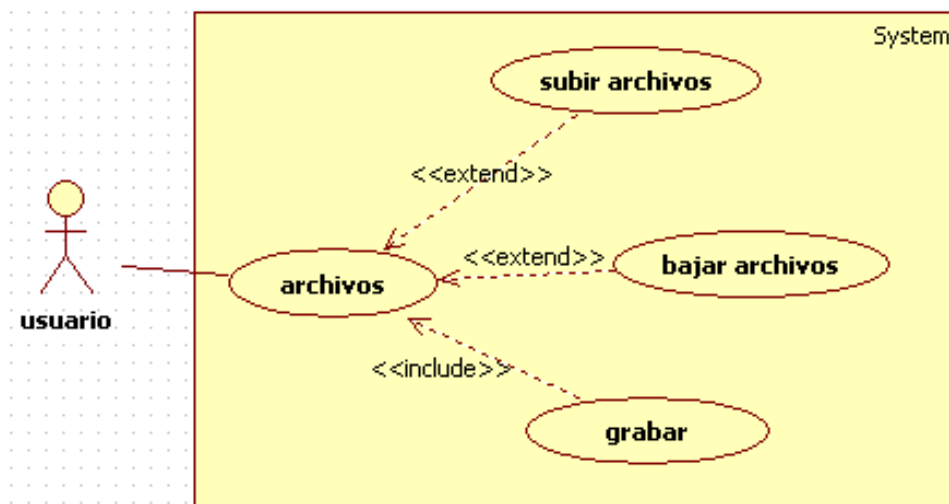 System
subir archivos
<<extend>>
<<extend>>
bajar archivos
archivos
usuario
<<include>>
grabar